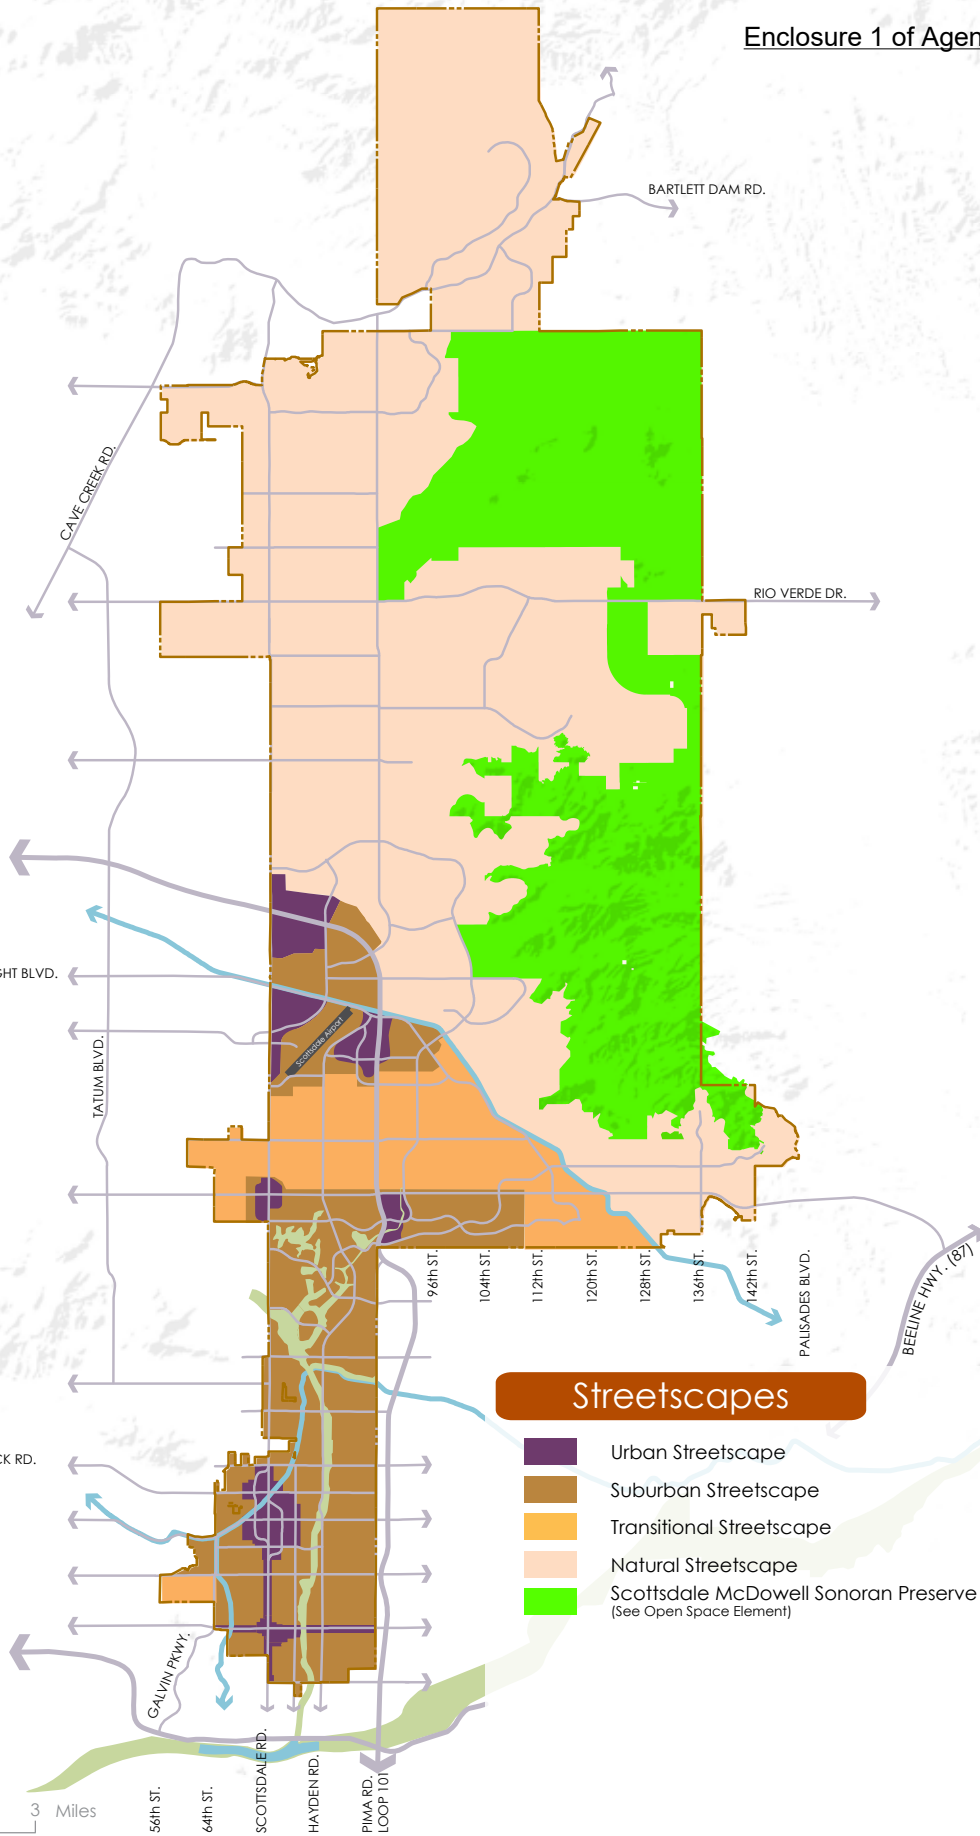 Enclosure 1 of Agen
BARTLETT DAM RD.
CAVE CREEK RD.
RIO VERDE DR.
GHT BLVD.
Scottsdale Airport
TATUM BLVD.
96th ST.
104th ST.
112th ST.
120th ST.
128th ST.
136th ST.
142th ST.
PALISADES BLVD.
BEELINE HWY. (87)
Streetscapes
Urban Streetscape
Suburban Streetscape
Transitional Streetscape
Natural Streetscape
Scottsdale McDowell Sonoran Preserve
(See Open Space Element)
CK RD.
GALVIN PKWY.
56th ST.
64th ST.
SCOTTSDALE RD.
HAYDEN RD.
PIMA RD.
LOOP 101
3 Miles